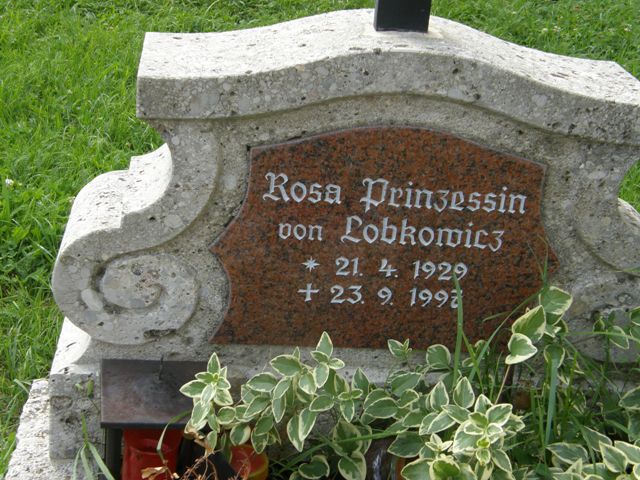 Rosa Prinzessin
von Lobkowicz
* 21. 4. 1929
+ 23. 9.